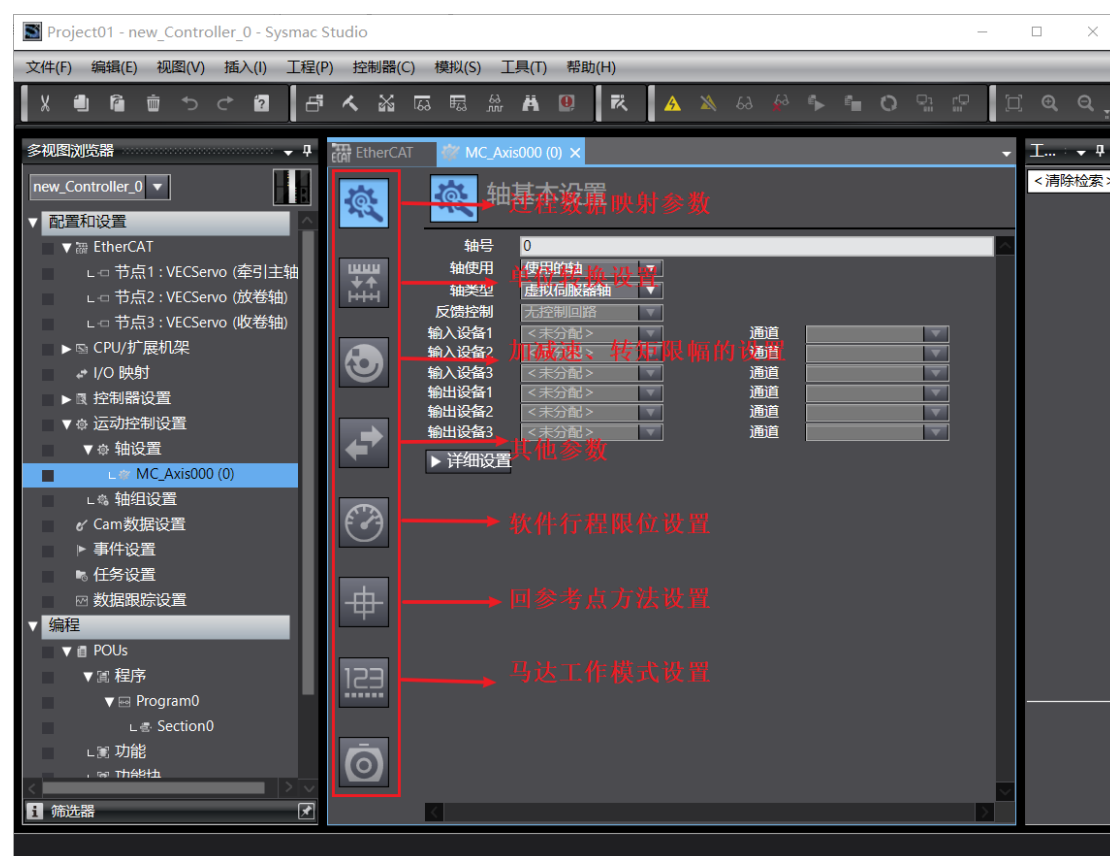 Project01 - new_Controller_0 - Sysmac Studio
文件(F) 编辑(E) 视图(V) 插入(I) 工程(P) 控制器(C) 模拟(S) 工具(T) 帮助(H)
多视图浏览器
new_Controller_0
配置和设置
EtherCAT
节点1 : VECServo (牵引主轴
节点2 : VECServo (放卷轴)
节点3 : VECServo (收卷轴)
CPU/扩展机架
I/O 映射
控制器设置
运动控制设置
轴设置
MC_Axis000 (0)
轴组设置
Cam数据设置
事件设置
任务设置
数据跟踪设置
编程
POUs
程序
Program0
Section0
功能
功能块
筛选器
EtherCAT MC_Axis000 (0)
轴基本设置
过程数据映射参数
轴号 0
轴使用 使用的轴
单位转换设置
轴类型 虚拟伺服器轴
反馈控制 无控制回路
输入设备1 <未分配> 通道
输入设备2 <未分配> 通道
加减速、转矩限幅的设置
输入设备3 <未分配> 通道
输出设备1 <未分配> 通道
输出设备2 <未分配> 通道
输出设备3 <未分配> 通道
其他参数
详细设置
软件行程限位设置
回参考点方法设置
123
马达工作模式设置
工...
<清除检索>